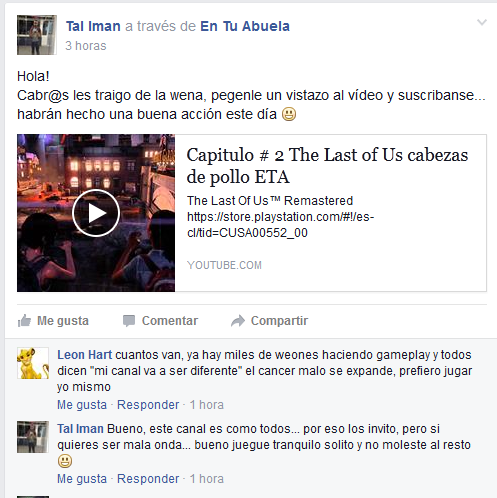 Tal Iman a través de En Tu Abuela
3 horas
Hola!
Cabr@s les traigo de la wena, pegenle un vistazo al vídeo y suscribanse...
habrán hecho una buena acción este día 😃
Capitulo # 2 The Last of Us cabezas
de pollo ETA
The Last Of Us™ Remastered
https://store.playstation.com/#!/es-
cl/tid=CUSA00552_00
YOUTUBE.COM
Me gusta Comentar Compartir
Leon Hart cuantos van, ya hay miles de weones haciendo gameplay y todos
dicen "mi canal va a ser diferente" el cancer malo se expande, prefiero jugar
yo mismo
Me gusta · Responder · 1 hora
Tal Iman Bueno, este canal es como todos... por eso los invito, pero si
quieres ser mala onda... bueno juegue tranquilo solito y no moleste al resto
😃
Me gusta · Responder · 1 hora